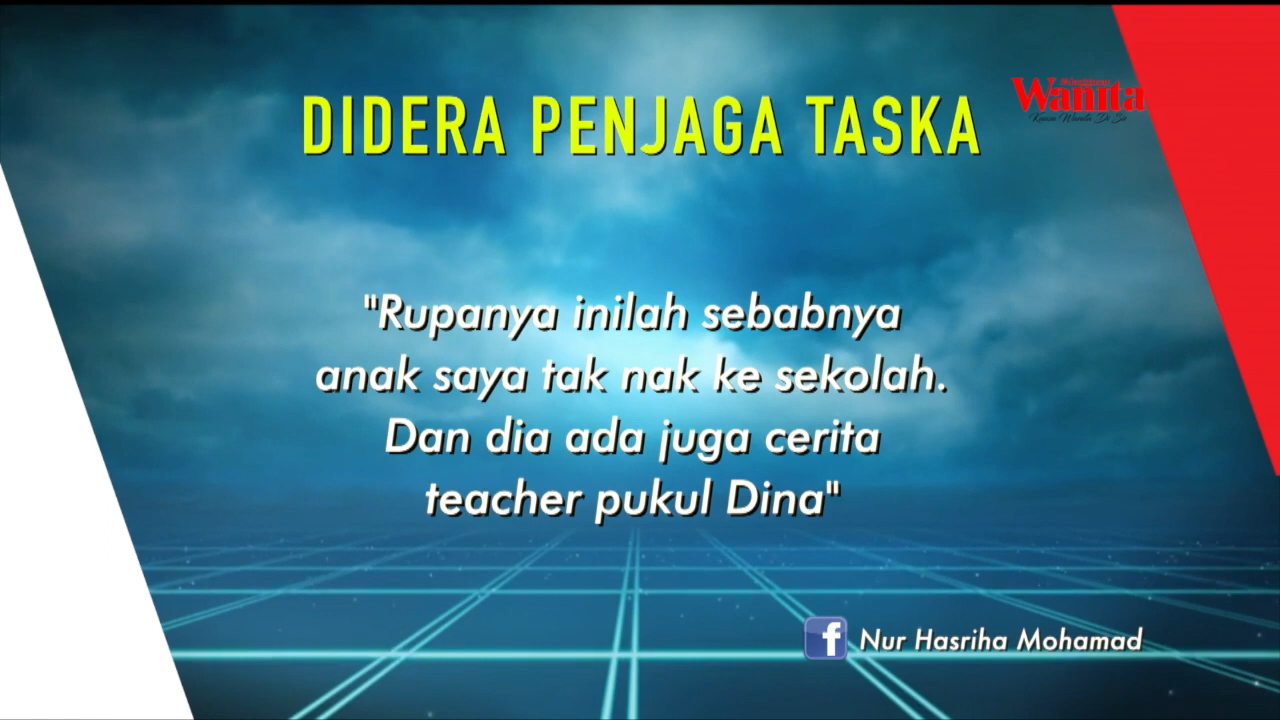 DIDERA PENJAGA TASKA
Wanita
"Rupanya inilah sebabnya
anak saya tak nak ke sekolah.
Dan dia ada juga cerita
teacher pukul Dina"
f Nur Hasriha Mohamad